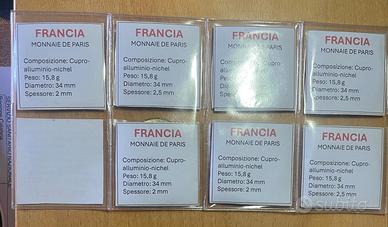 FRANCIA
MONNAIE DE PARIS
Composizione: Cupro-
alluminio-nichel
Peso: 15,8 g
Diametro: 34 mm
Spessore: 2 mm
FRANCIA
MONNAIE DE PARIS
Composizione: Cupro-
alluminio-nichel
Peso: 15,8 g
Diametro: 34 mm
Spessore: 2,5 mm
FRANCIA
MONNAIE DE PARIS
Composizione: Cupro-
alluminio-nichel
Peso: 15,8 g
Diametro: 34 mm
Spessore: 2 mm
FRANCIA
MONNAIE DE PARIS
Composizione: Cupro-
alluminio-nichel
Peso: 15,8 g
Diametro: 34 mm
Spessore: 2,5 mm
FRANCIA
MONNAIE DE PARIS
Composizione: Cupro-
alluminio-nichel
Peso: 15,8 g
Diametro: 34 mm
Spessore: 2 mm
FRANCIA
MONNAIE DE PARIS
Composizione: Cupro-
alluminio-nichel
Peso: 15,8 g
Diametro: 34 mm
Spessore: 2 mm
FRANCIA
MONNAIE DE PARIS
Composizione: Cupro-
alluminio-nichel
Peso: 15,8 g
Diametro: 34 mm
Spessore: 2,5 mm
subito